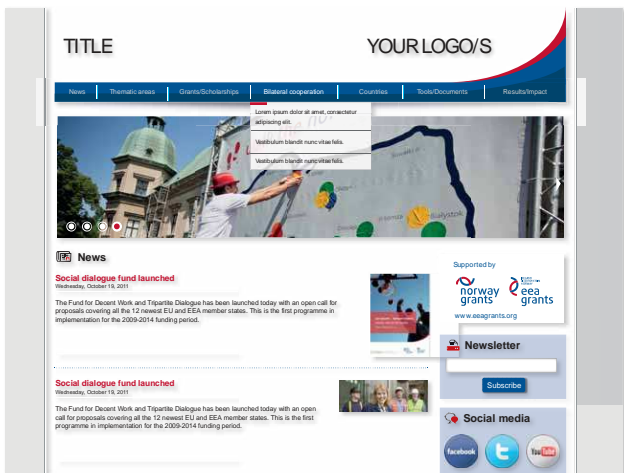 TITLE
YOUR LOGO/S
News
Thematic areas
Grants/Scholarships
Bilateral cooperation
Countries
Tools/Documents
Results/Impact
Lorem ipsum dolor sit amet, consectetur
adipiscing elit.
Vestibulum blandit nunc vitae felis.
Vestibulum blandit nunc vitae felis.
Białystok
News
Social dialogue fund launched
Wednesday, October 19, 2011
The Fund for Decent Work and Tripartite Dialogue has been launched today with an open call for
proposals covering all the 12 newest EU and EEA member states. This is the first programme in
implementation for the 2009-2014 funding period.
Supported by
norway
grants
eea
grants
www.eeagrants.org
Newsletter
Subscribe
Social dialogue fund launched
Wednesday, October 19, 2011
The Fund for Decent Work and Tripartite Dialogue has been launched today with an open
call for proposals covering all the 12 newest EU and EEA member states. This is the first
programme in implementation for the 2009-2014 funding period.
Social media
facebook
You Tube